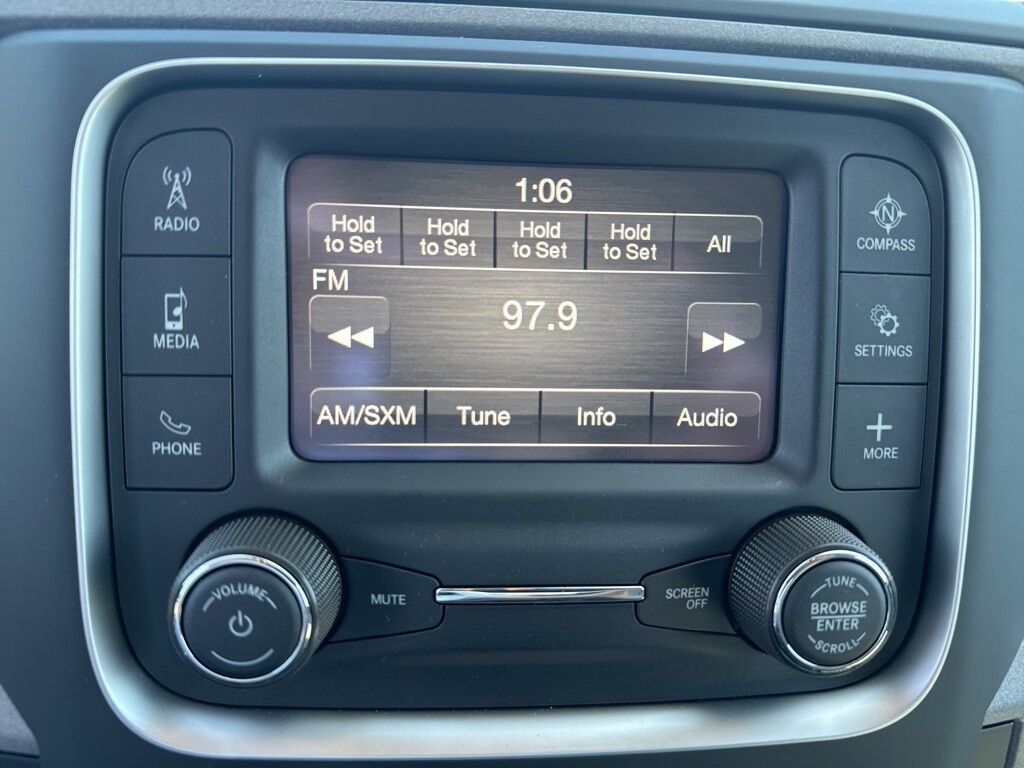 1:06
RADIO
Hold to Set Hold to Set Hold to Set Hold to Set All
N
COMPASS
FM
97.9
MEDIA
SETTINGS
AM/SXM Tune Info Audio
PHONE
MORE
VOLUME
MUTE
SCREEN OFF
TUNE
BROWSE
ENTER
SCROLL